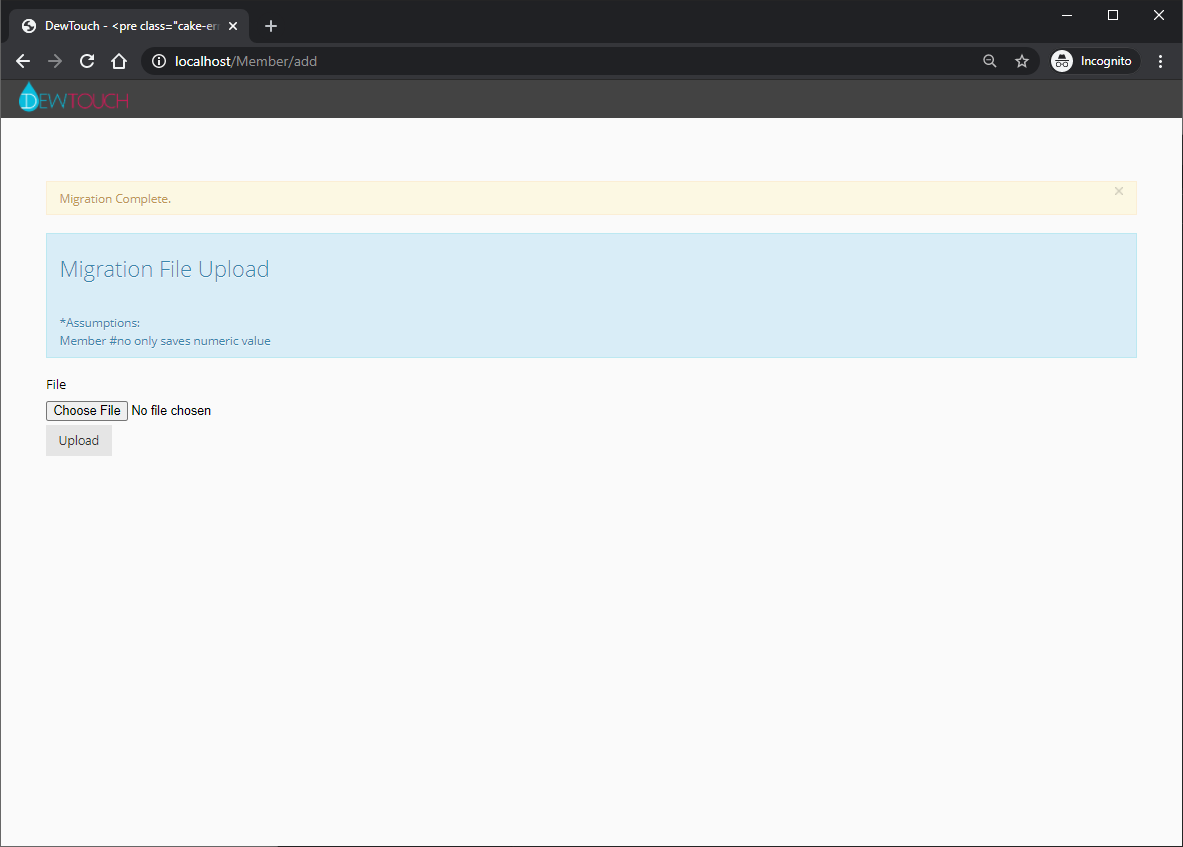 DewTouch - <pre class="cake-err
Incognito
localhost/Member/add
DEWTOUCH
Migration Complete.
×
Migration File Upload
*Assumptions:
Member #no only saves numeric value
File
Choose File No file chosen
Upload